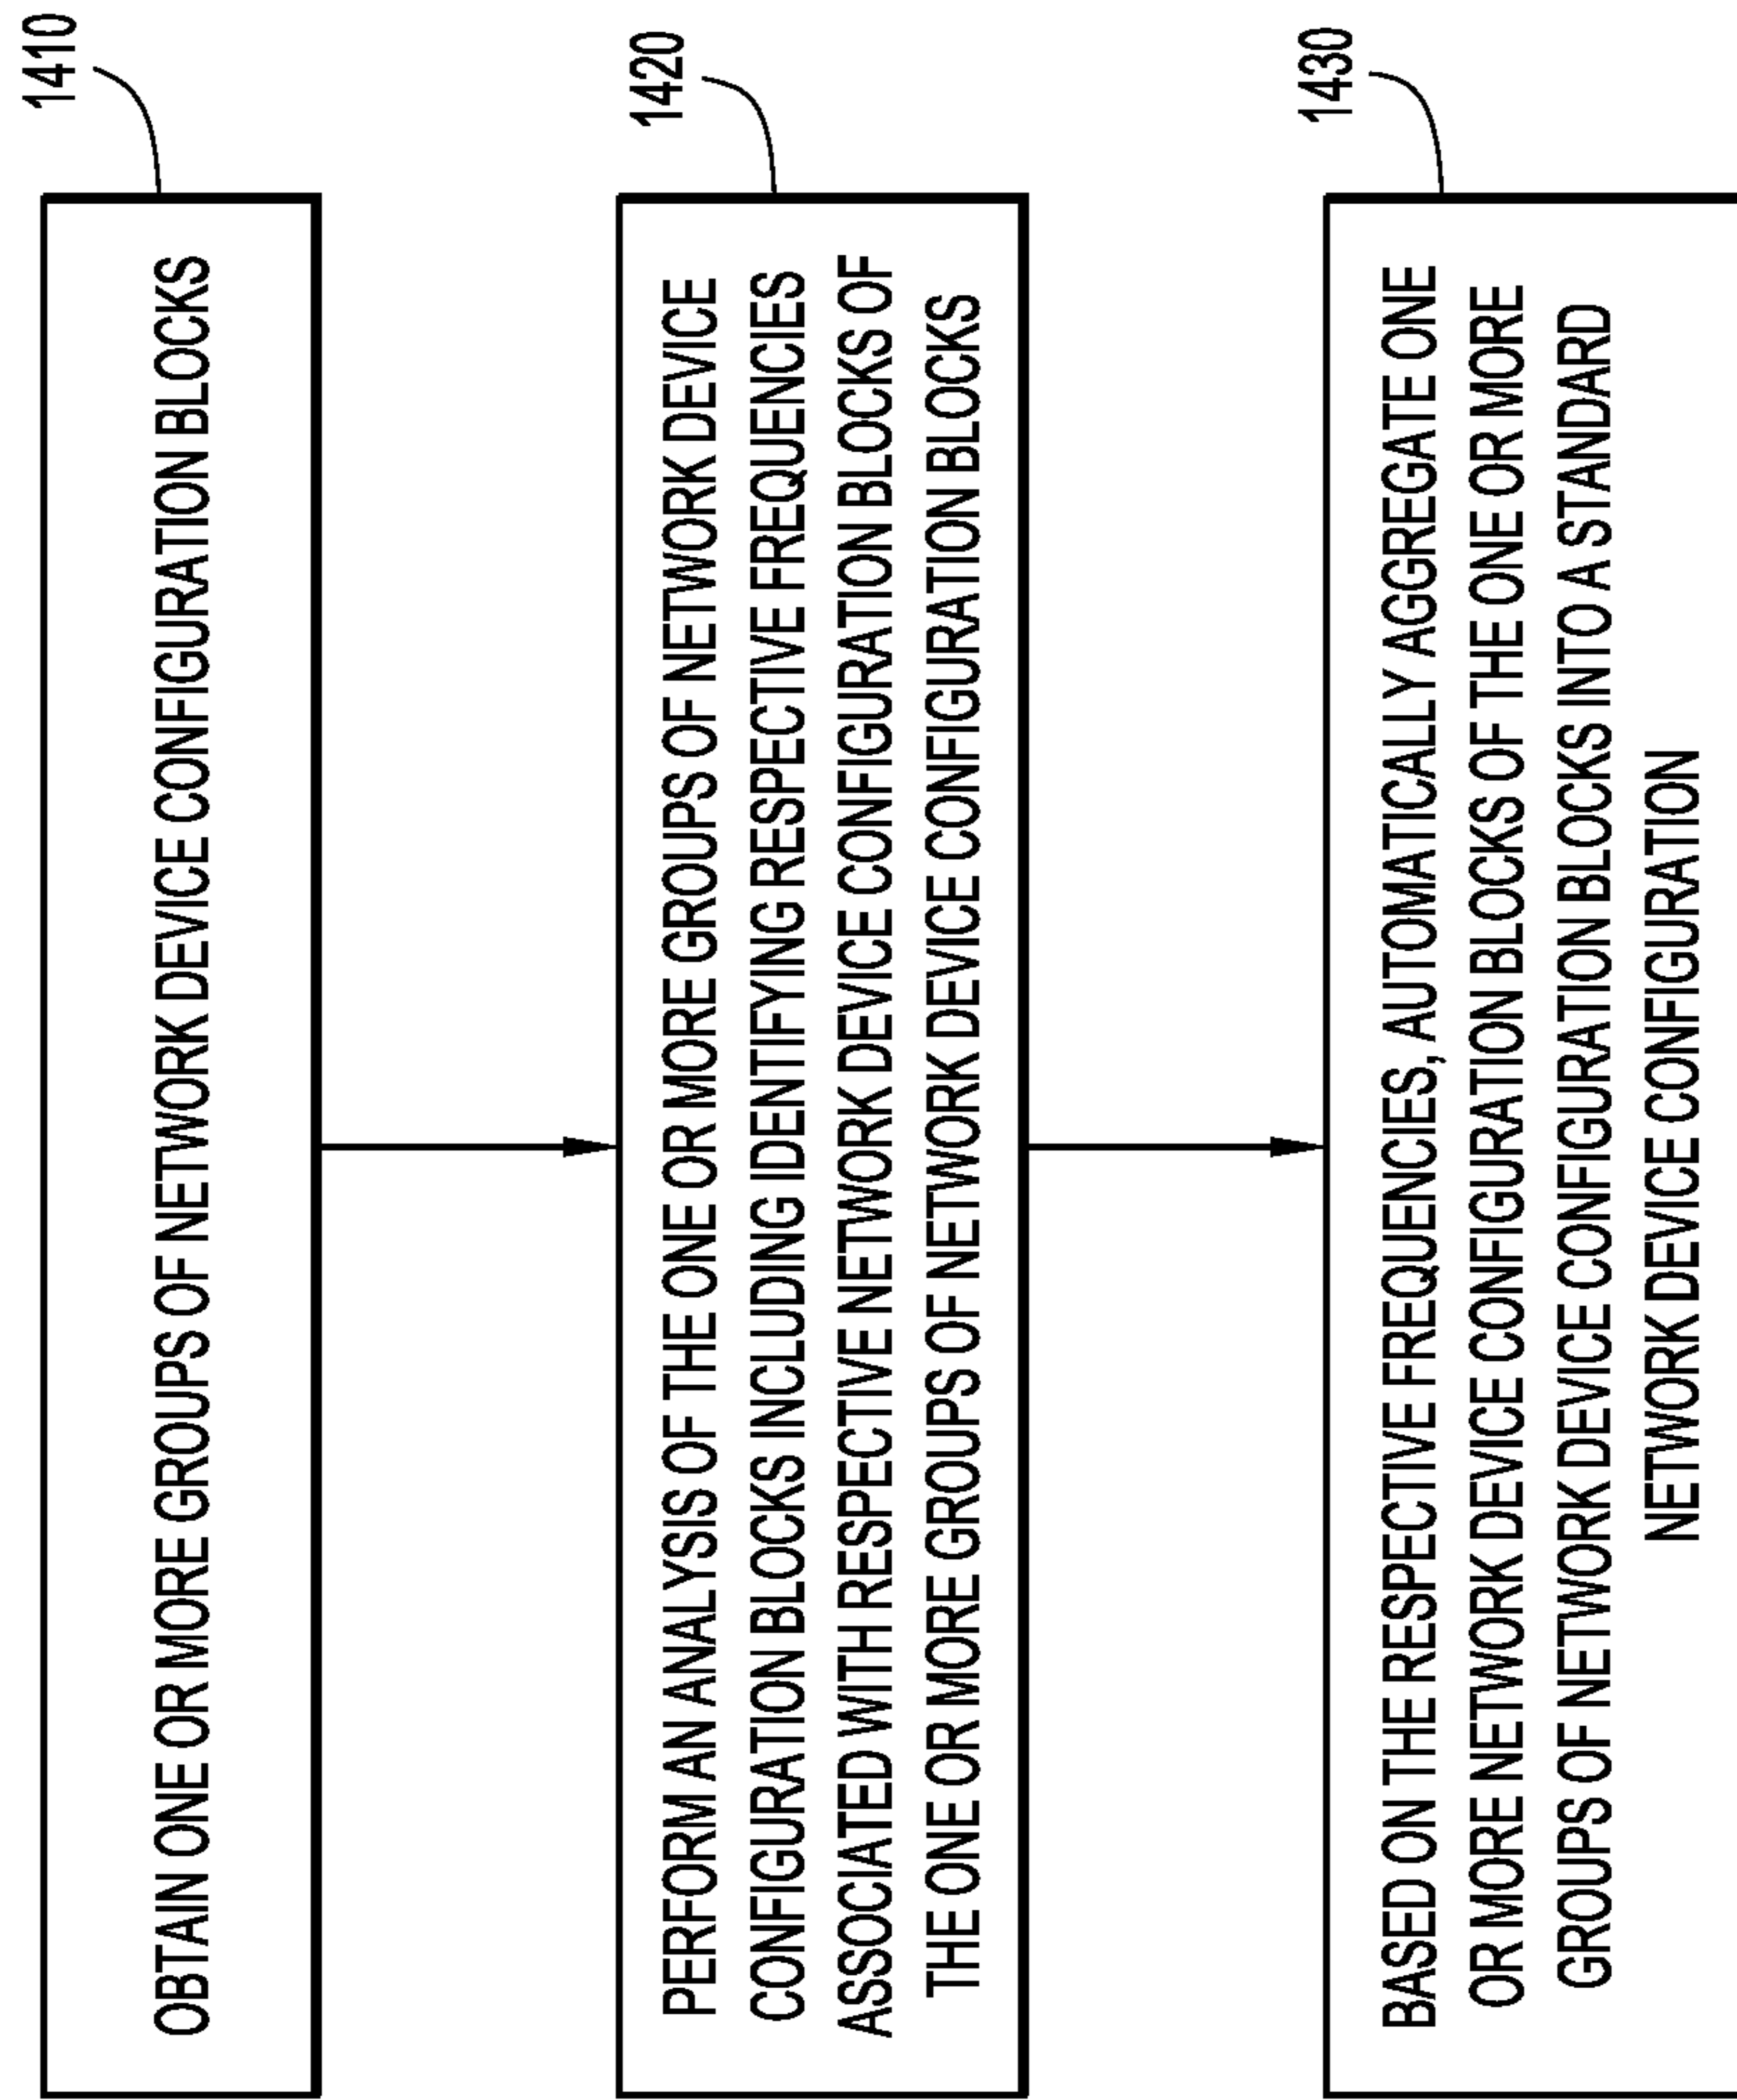 1410
OBTAIN ONE OR MORE GROUPS OF NETWORK DEVICE CONFIGURATION BLOCKS
1420
PERFORM AN ANALYSIS OF THE ONE OR MORE GROUPS OF NETWORK DEVICE
CONFIGURATION BLOCKS INCLUDING IDENTIFYING RESPECTIVE FREQUENCIES
ASSOCIATED WITH RESPECTIVE NETWORK DEVICE CONFIGURATION BLOCKS OF
THE ONE OR MORE GROUPS OF NETWORK DEVICE CONFIGURATION BLOCKS
1430
BASED ON THE RESPECTIVE FREQUENCIES, AUTOMATICALLY AGGREGATE ONE
OR MORE NETWORK DEVICE CONFIGURATION BLOCKS OF THE ONE OR MORE
GROUPS OF NETWORK DEVICE CONFIGURATION BLOCKS INTO A STANDARD
NETWORK DEVICE CONFIGURATION